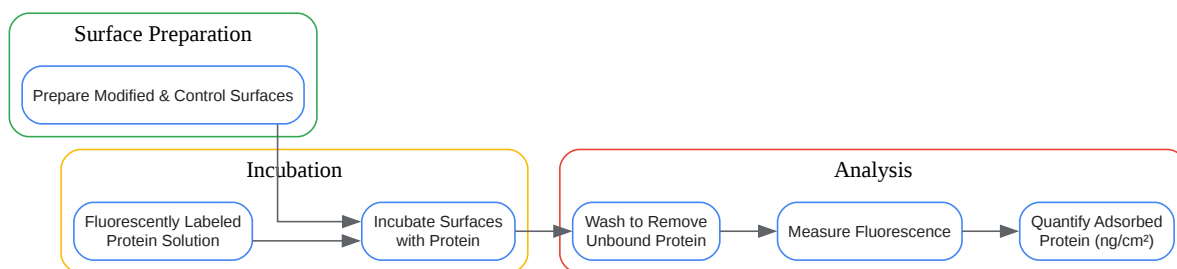 Surface Preparation
Prepare Modified & Control Surfaces
Incubation
Fluorescently Labeled
Protein Solution
Incubate Surfaces
with Protein
Analysis
Wash to Remove
Unbound Protein
Measure Fluorescence
Quantify Adsorbed
Protein (ng/cm²)